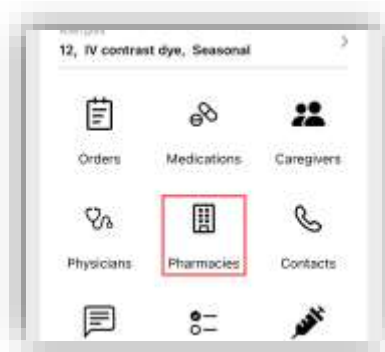 12, IV contrast dye, Seasonal
Orders
Medications
Caregivers
Physicians
Pharmacies
Contacts